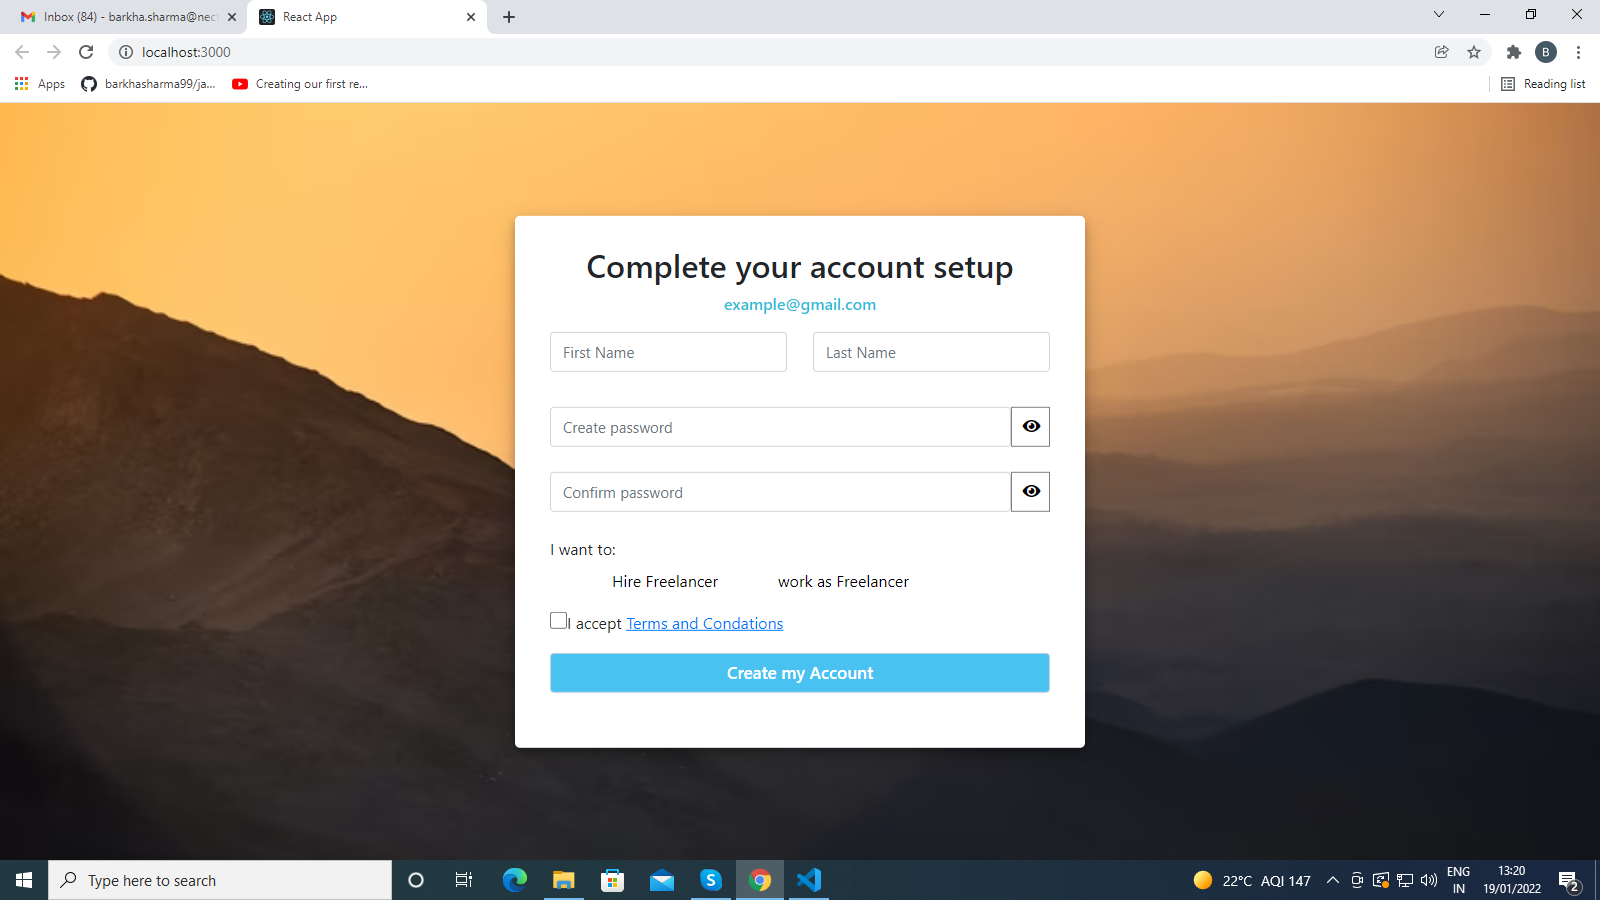 Inbox (84) - barkha.sharma@nect
React App
localhost:3000
B
Apps
barkhasharma99/ja...
Creating our first re...
Reading list
Complete your account setup
example@gmail.com
First Name
Last Name
Create password
Confirm password
I want to:
Hire Freelancer
work as Freelancer
I accept Terms and Condations
Create my Account
Type here to search
S
22°C AQI 147
ENG
IN
13:20
19/01/2022
2